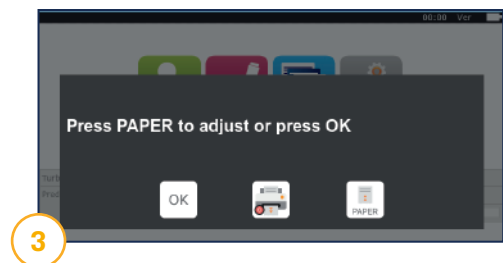 00:00 Ver
Press PAPER to adjust or press OK
OK
PAPER
3